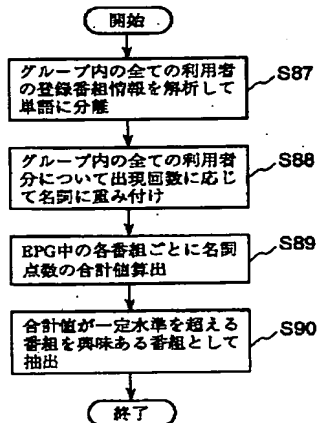 開始
グループ内の全ての利用者
の登録番組情報を解析して
単語に分離
S87
グループ内の全ての利用者
分について出現回数に応じ
て名詞に重み付け
S88
EPG中の各番組ごとに名詞
点数の合計値算出
S89
合計値が一定水準を超える
番組を興味ある番組として
抽出
S90
終了